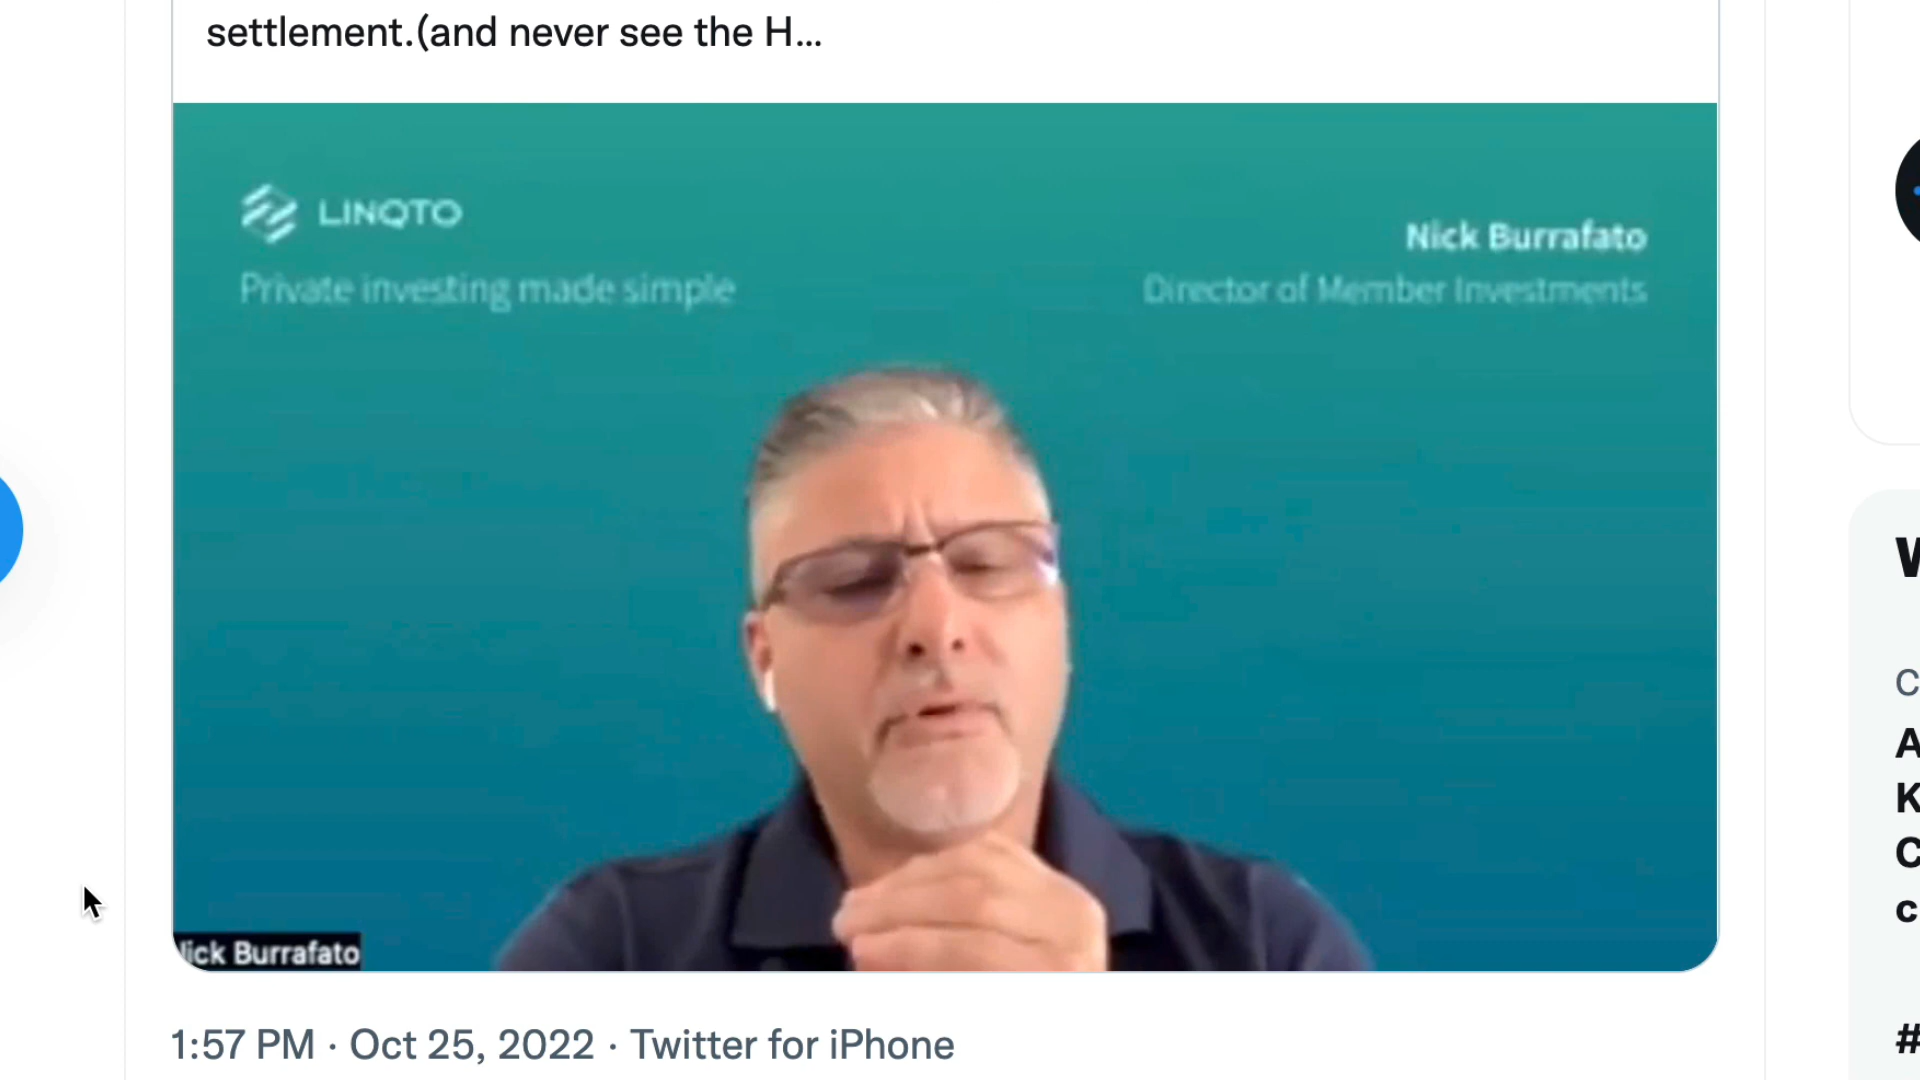 settlement.(and never see the H...
LINQTO
Private investing made simple
Nick Burrafato
Director of Member Investments
ick Burrafato
1:57 PM · Oct 25, 2022 · Twitter for iPhone
W
C
A
K
C
c
#